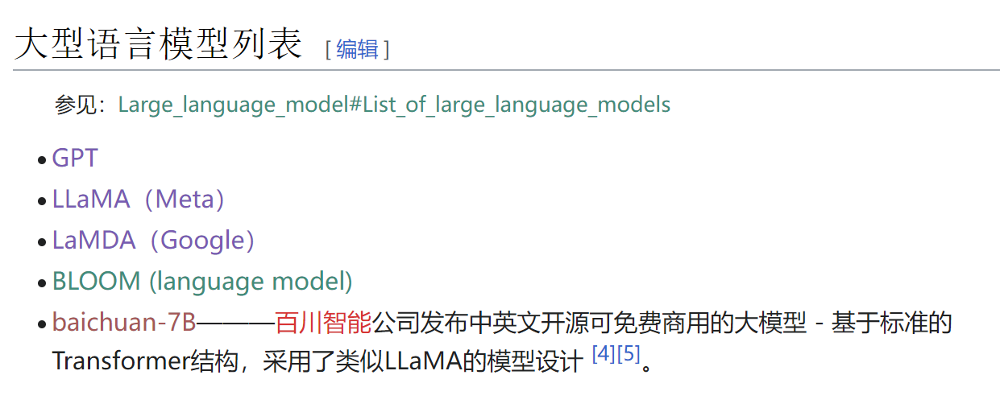 大型语言模型列表 [编辑]
参见：Large_language_model#List_of_large_language_models
• GPT
• LLaMA（Meta）
• LaMDA（Google）
• BLOOM (language model)
• baichuan-7B————百川智能公司发布中英文开源可免费商用的大模型 - 基于标准的
Transformer结构，采用了类似LLaMA的模型设计 [4][5]。